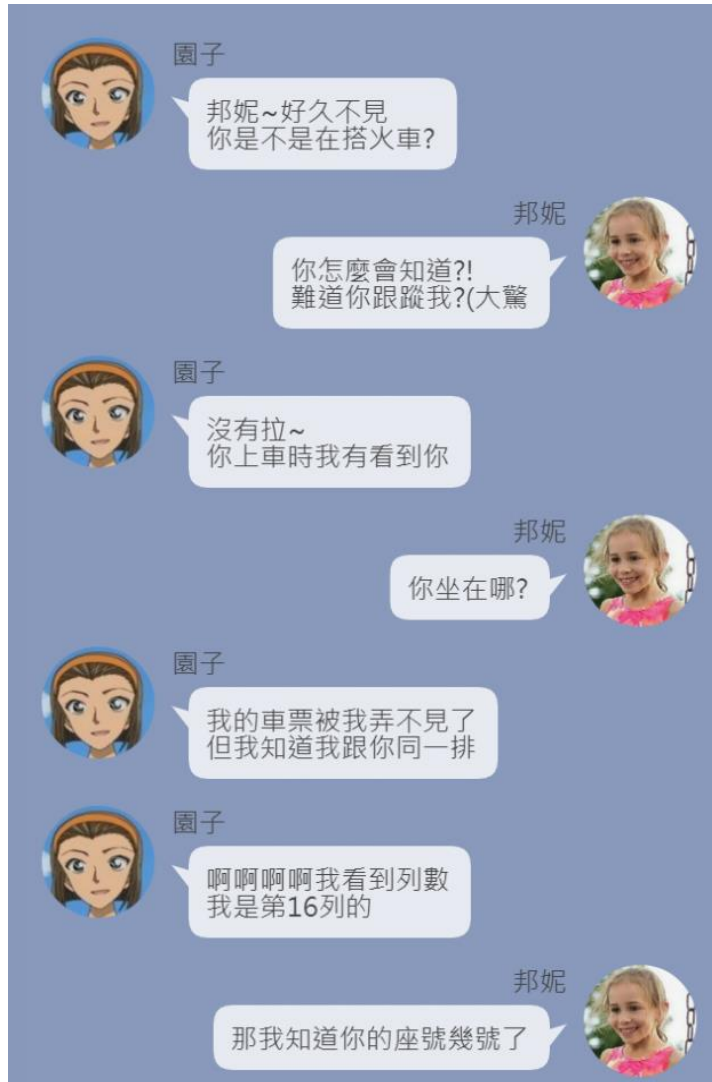 園子
邦妮~好久不見
你是不是在搭火車?
邦妮
你怎麼會知道?!
難道你跟蹤我?(大驚
園子
沒有拉~
你上車時我有看到你
邦妮
你坐在哪?
園子
我的車票被我弄不見了
但我知道我跟你同一排
園子
啊啊啊啊我看到列數
我是第16列的
邦妮
那我知道你的座號幾號了